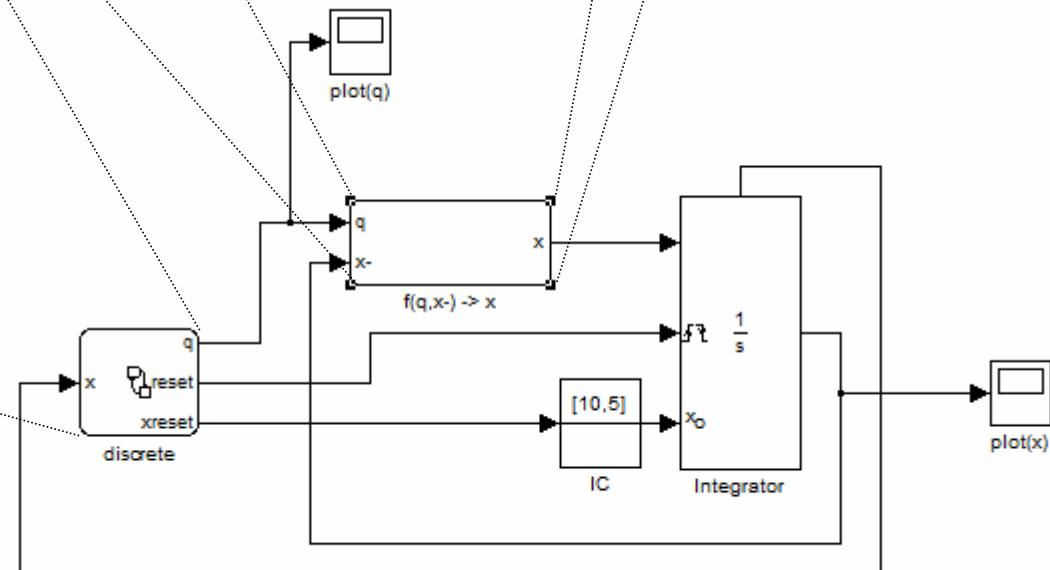 plot(q)
q
x
x-
f(q,x-) -> x
q
x
reset
xreset
discrete
1
s
[10,5]
xo
IC
Integrator
plot(x)